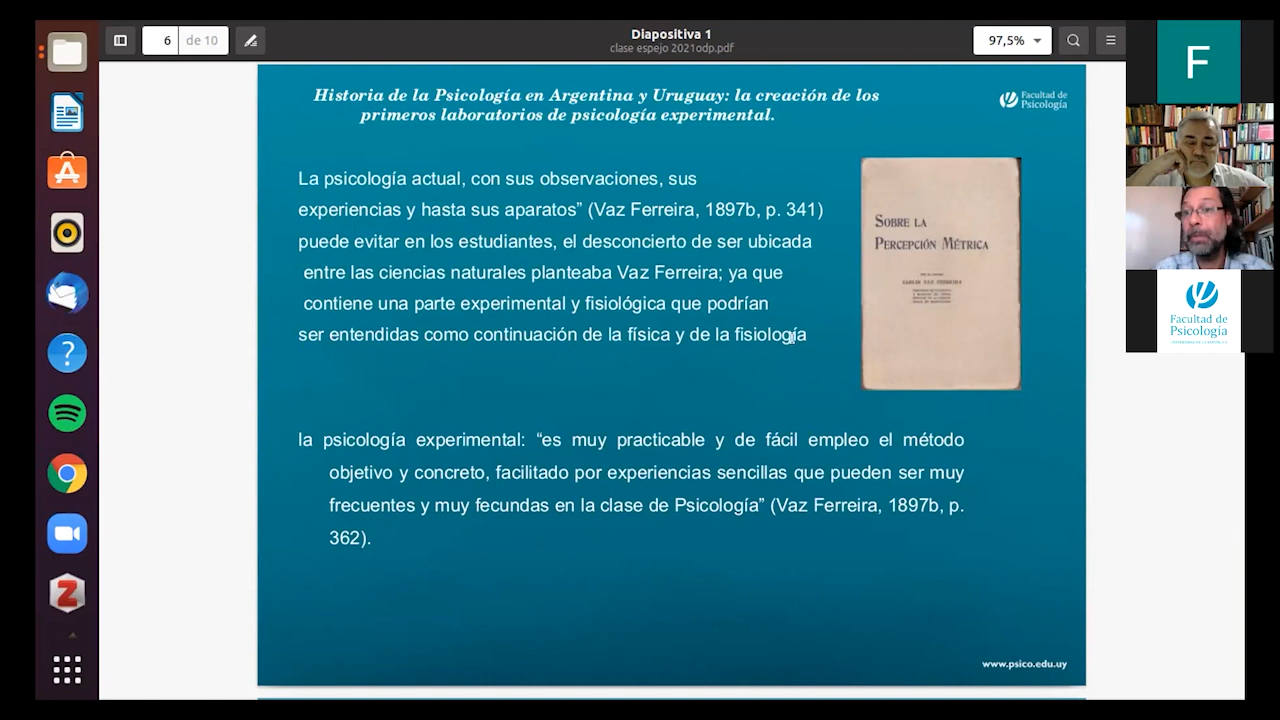 6 de 10
Diapositiva 1
clase espejo 2021odp.pdf
97,5%
Historia de la Psicología en Argentina y Uruguay: la creación de los
primeros laboratorios de psicología experimental.
Facultad de
Psicología
La psicología actual, con sus observaciones, sus
experiencias y hasta sus aparatos” (Vaz Ferreira, 1897b, p. 341)
puede evitar en los estudiantes, el desconcierto de ser ubicada
entre las ciencias naturales planteaba Vaz Ferreira; ya que
contiene una parte experimental y fisiológica que podrían
ser entendidas como continuación de la física y de la fisiología
SOBRE LA
PERCEPCIÓN MÉTRICA
CARLOS VAZ FERREIRA
la psicología experimental: “es muy practicable y de fácil empleo el método
objetivo y concreto, facilitado por experiencias sencillas que pueden ser muy
frecuentes y muy fecundas en la clase de Psicología” (Vaz Ferreira, 1897b, p.
362).
www.psico.edu.uy
F
Facultad de
Psicología